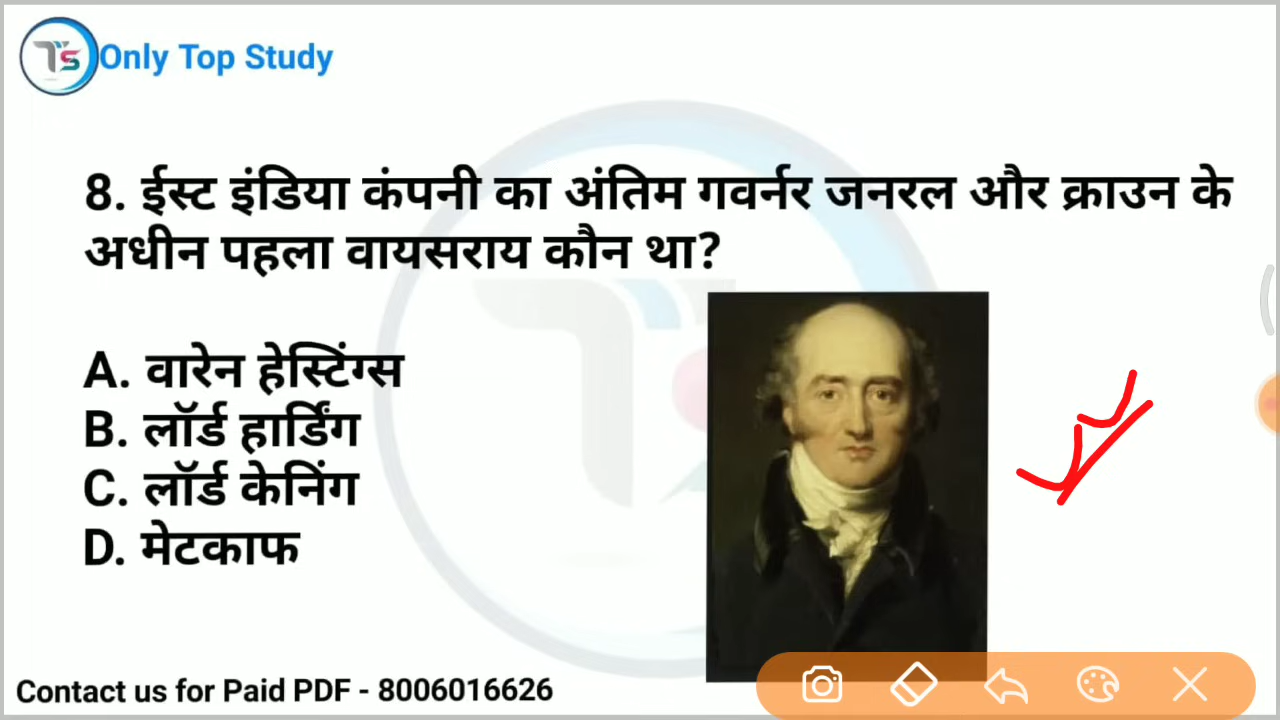 TS Only Top Study
8. ईस्ट इंडिया कंपनी का अंतिम गवर्नर जनरल और क्राउन के
अधीन पहला वायसराय कौन था?
A. वारेन हेस्टिंग्स
B. लॉर्ड हार्डिंग
C. लॉर्ड केनिंग
D. मेटकाफ
Contact us for Paid PDF - 8006016626